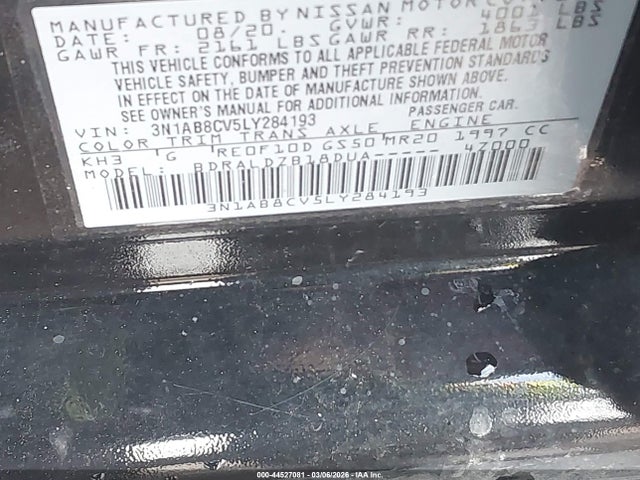 MANUFACTURED BY NISSAN MOTOR CO.
DATE: 08/20. GVWR: 4001 LBS
GAWR FR: 2161 LBS GAWR RR: 1863 LBS
THIS VEHICLE CONFORMS TO ALL APPLICABLE FEDERAL MOTOR
VEHICLE SAFETY, BUMPER AND THEFT PREVENTION STANDARDS
IN EFFECT ON THE DATE OF MANUFACTURE SHOWN ABOVE.
SEE OWNER'S MANUAL FOR ADDITIONAL INFORMATION.
VIN: 3N1AB8CV5LY284193 PASSENGER CAR.
COLOR TRIM TRANS AXLE, ENGINE
KH3 G RE0F10D GS50 MR20 1997 CC
MODEL: BDRALDZB18DUA----- 4Z000
3N1AB8CV5LY284193
000-44527081 - 03/06/2026 - IAA Inc.